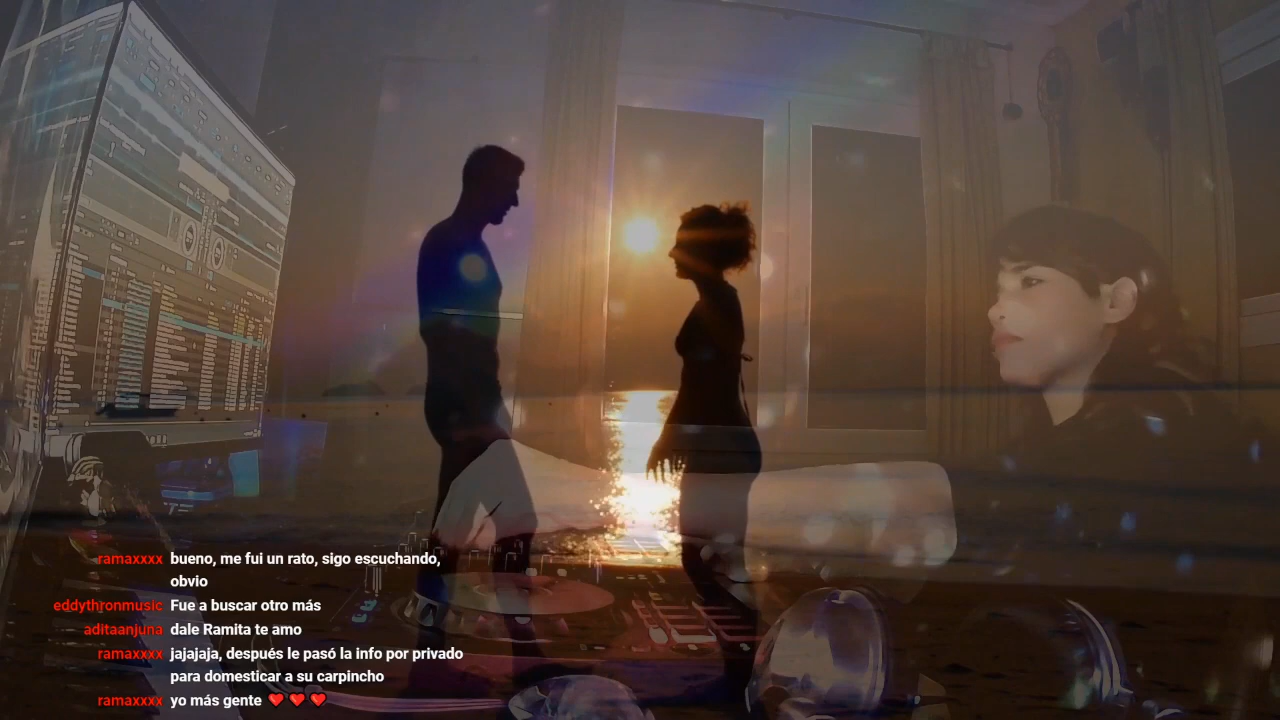 ramaxxxx bueno, me fui un rato, sigo escuchando,
obvio
eddythronmusic Fue a buscar otro más
aditaanjuna dale Ramita te amo
ramaxxxx jajajaja, después le pasó la info por privado
para domesticar a su carpincho
ramaxxxx yo más gente ❤️ ❤️ ❤️